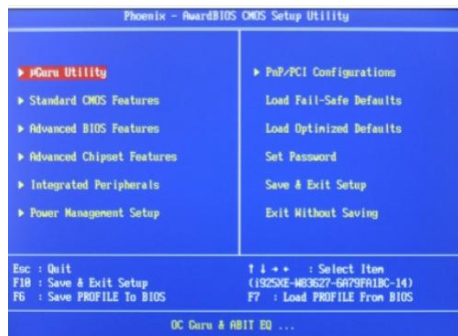 Phoenix - AwardBIOS CMOS Setup Utility
▶ µGuru Utility
▶ Standard CMOS Features
▶ Advanced BIOS Features
▶ Advanced Chipset Features
▶ Integrated Peripherals
▶ Power Management Setup
▶ PnP/PCI Configurations
Load Fail-Safe Defaults
Load Optimized Defaults
Set Password
Save & Exit Setup
Exit Without Saving
Esc : Quit
F10 : Save & Exit Setup
F6 : Save PROFILE To BIOS
↑ ↓ → ← : Select Item
(i925XE-W83627-6A79FA1BC-14)
F7 : Load PROFILE From BIOS
OC Guru & ABIT EQ ...